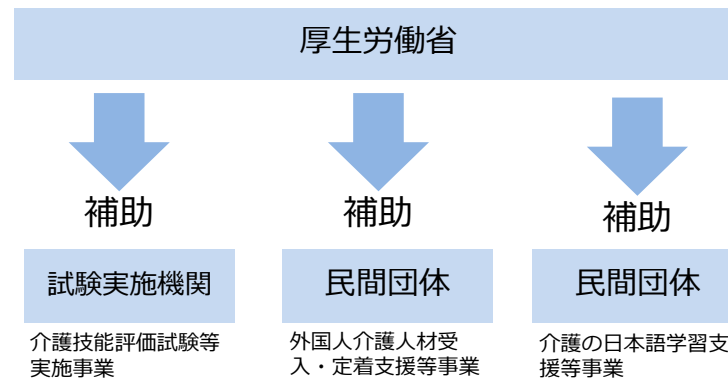 厚生労働省
補助
補助
補助
試験実施機関
民間団体
民間団体
介護技能評価試験等
実施事業
外国人介護人材受
入・定着支援等事業
介護の日本語学習支
援等事業